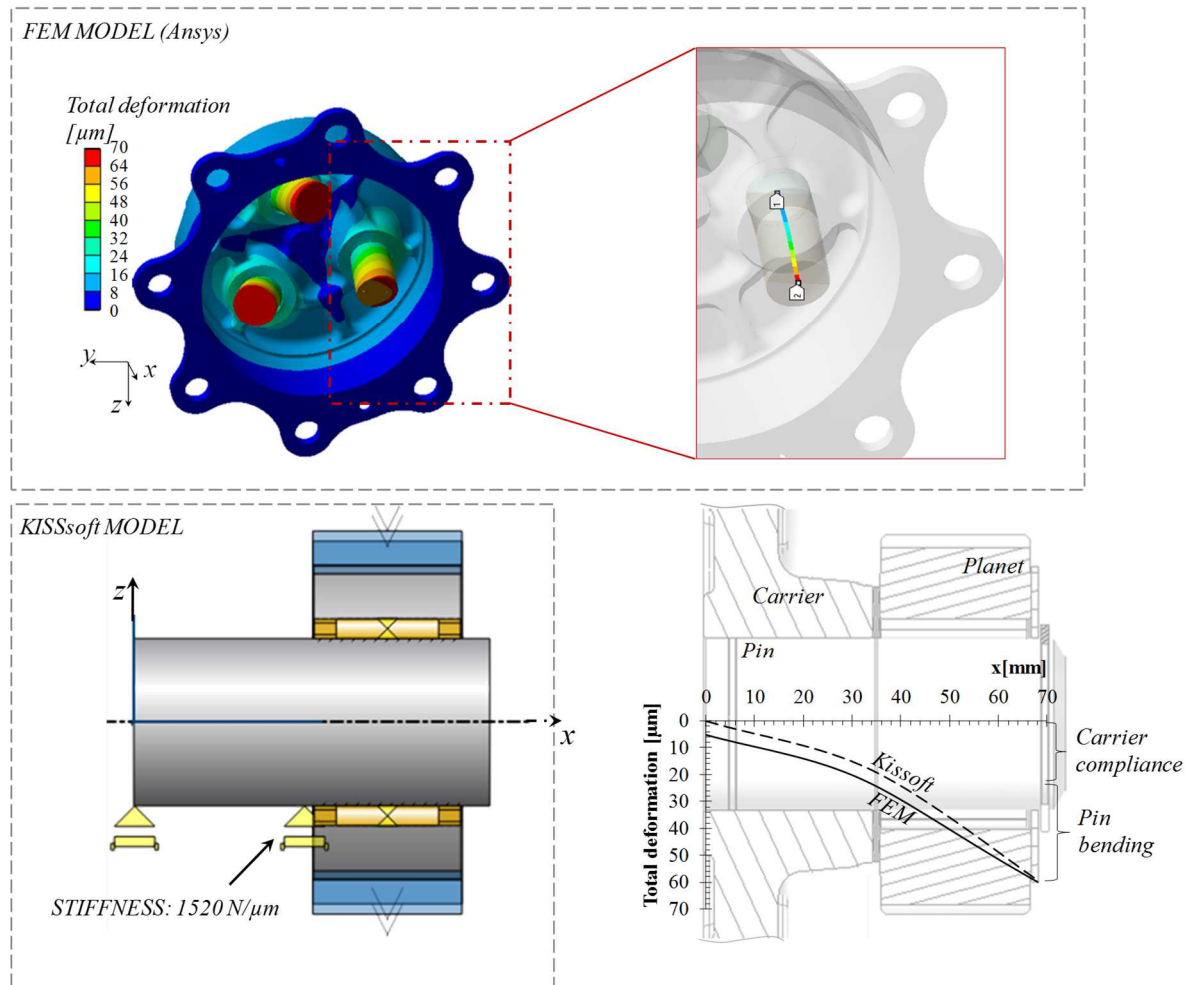 FEM MODEL (Ansys)
Total deformation
[µm]
70
64
56
48
40
32
24
16
8
0
y
x
z
1
2
KISSsoft MODEL
z
x
STIFFNESS: 1520 N/µm
Carrier
Planet
Pin
x[mm]
0 10 20 30 40 50 60 70
Total deformation [µm]
0
10
20
30
40
50
60
70
Kissoft
FEM
Carrier
compliance
Pin
bending